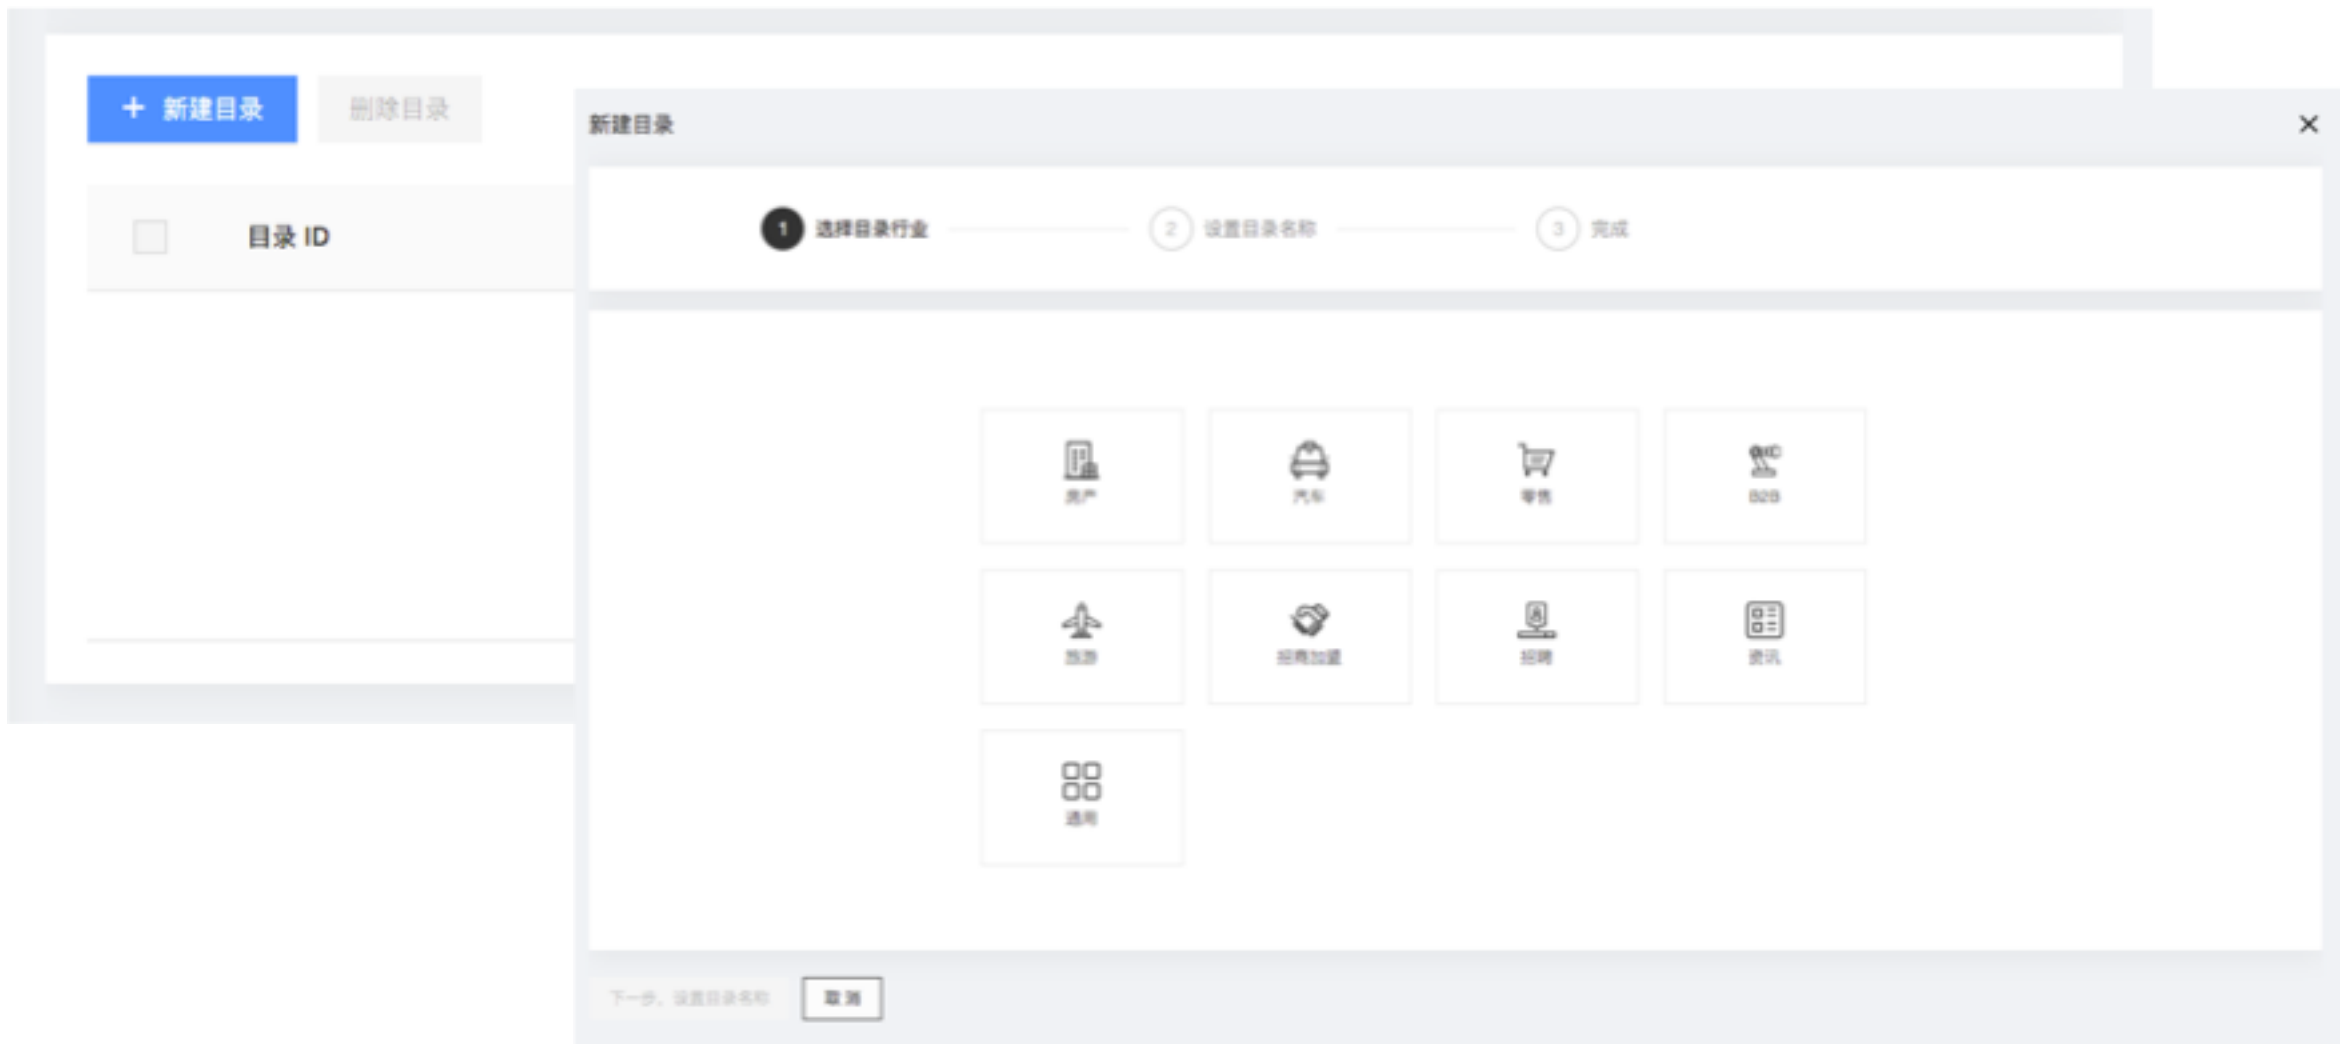 + 新建目录 删除目录
目录 ID
新建目录
1 选择目录行业 2 设置目录名称 3 完成
房产 汽车 零售 B2B
旅游 招商加盟 招聘 资讯
通用
下一步，设置目录名称 取消